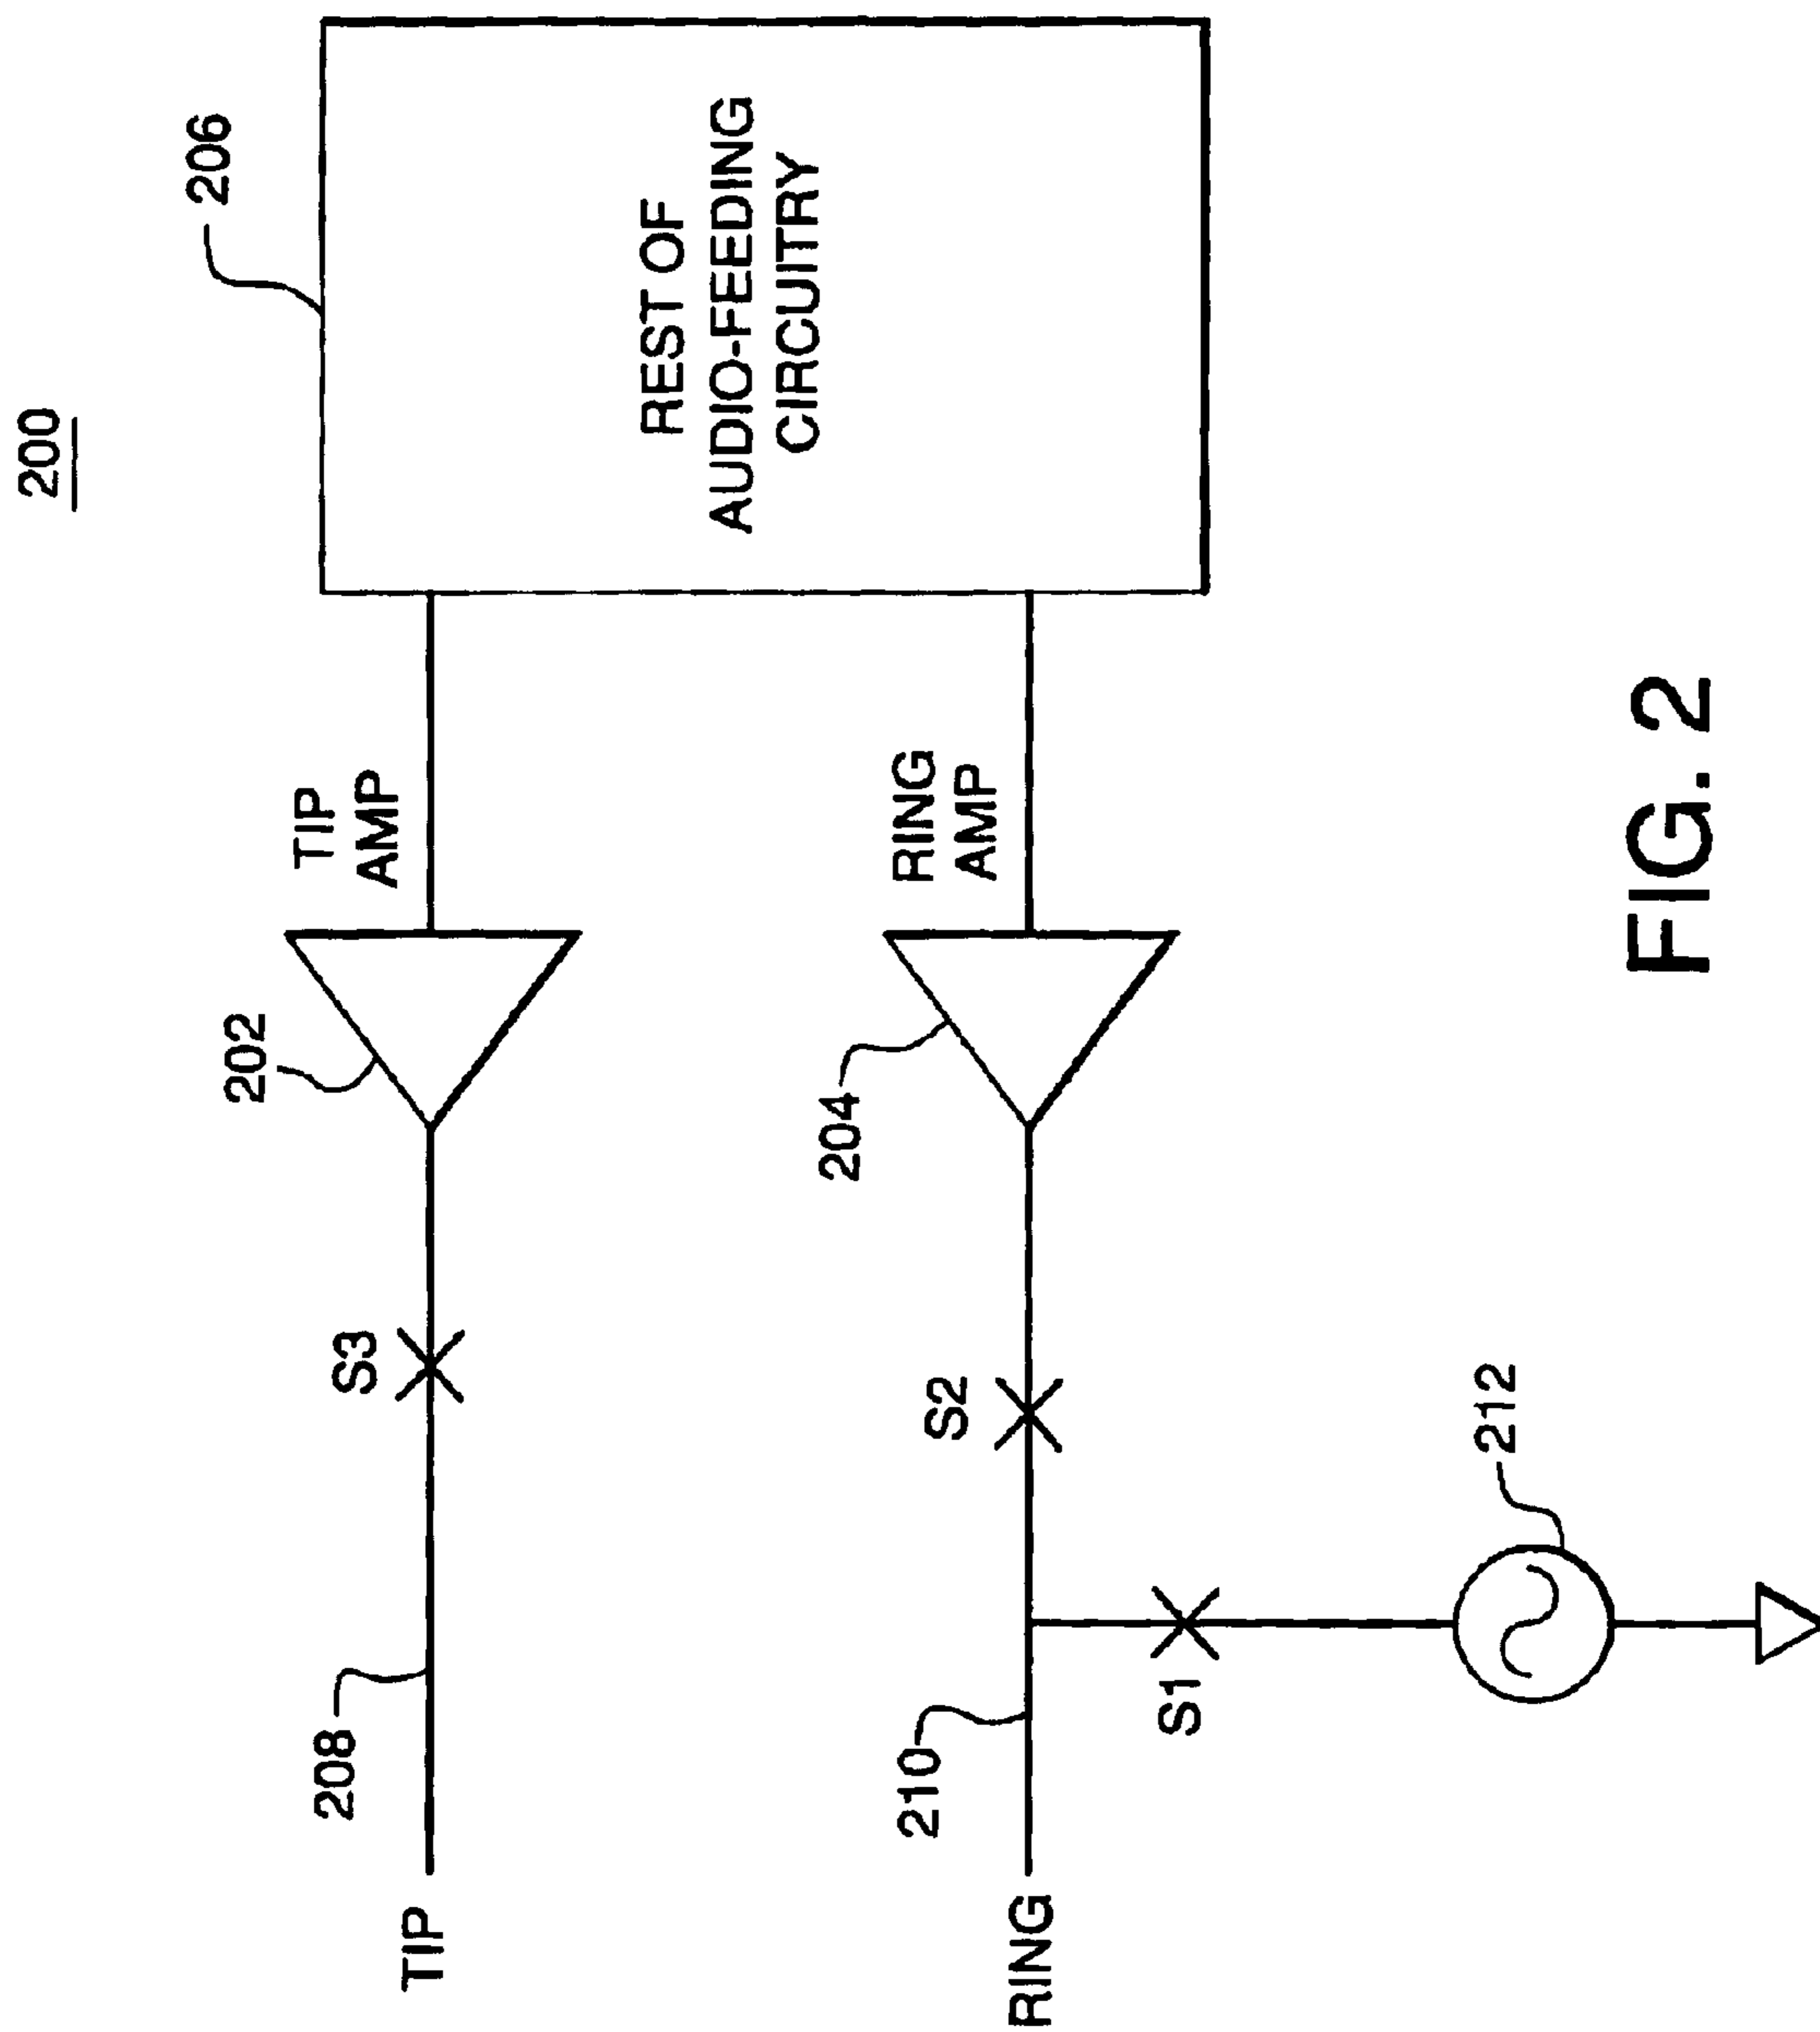 200
206
REST OF
AUDIO-FEEDING
CIRCUITRY
TIP
AMP
202
S3
208
TIP
RING
AMP
204
S2
210
RING
S1
212
FIG. 2